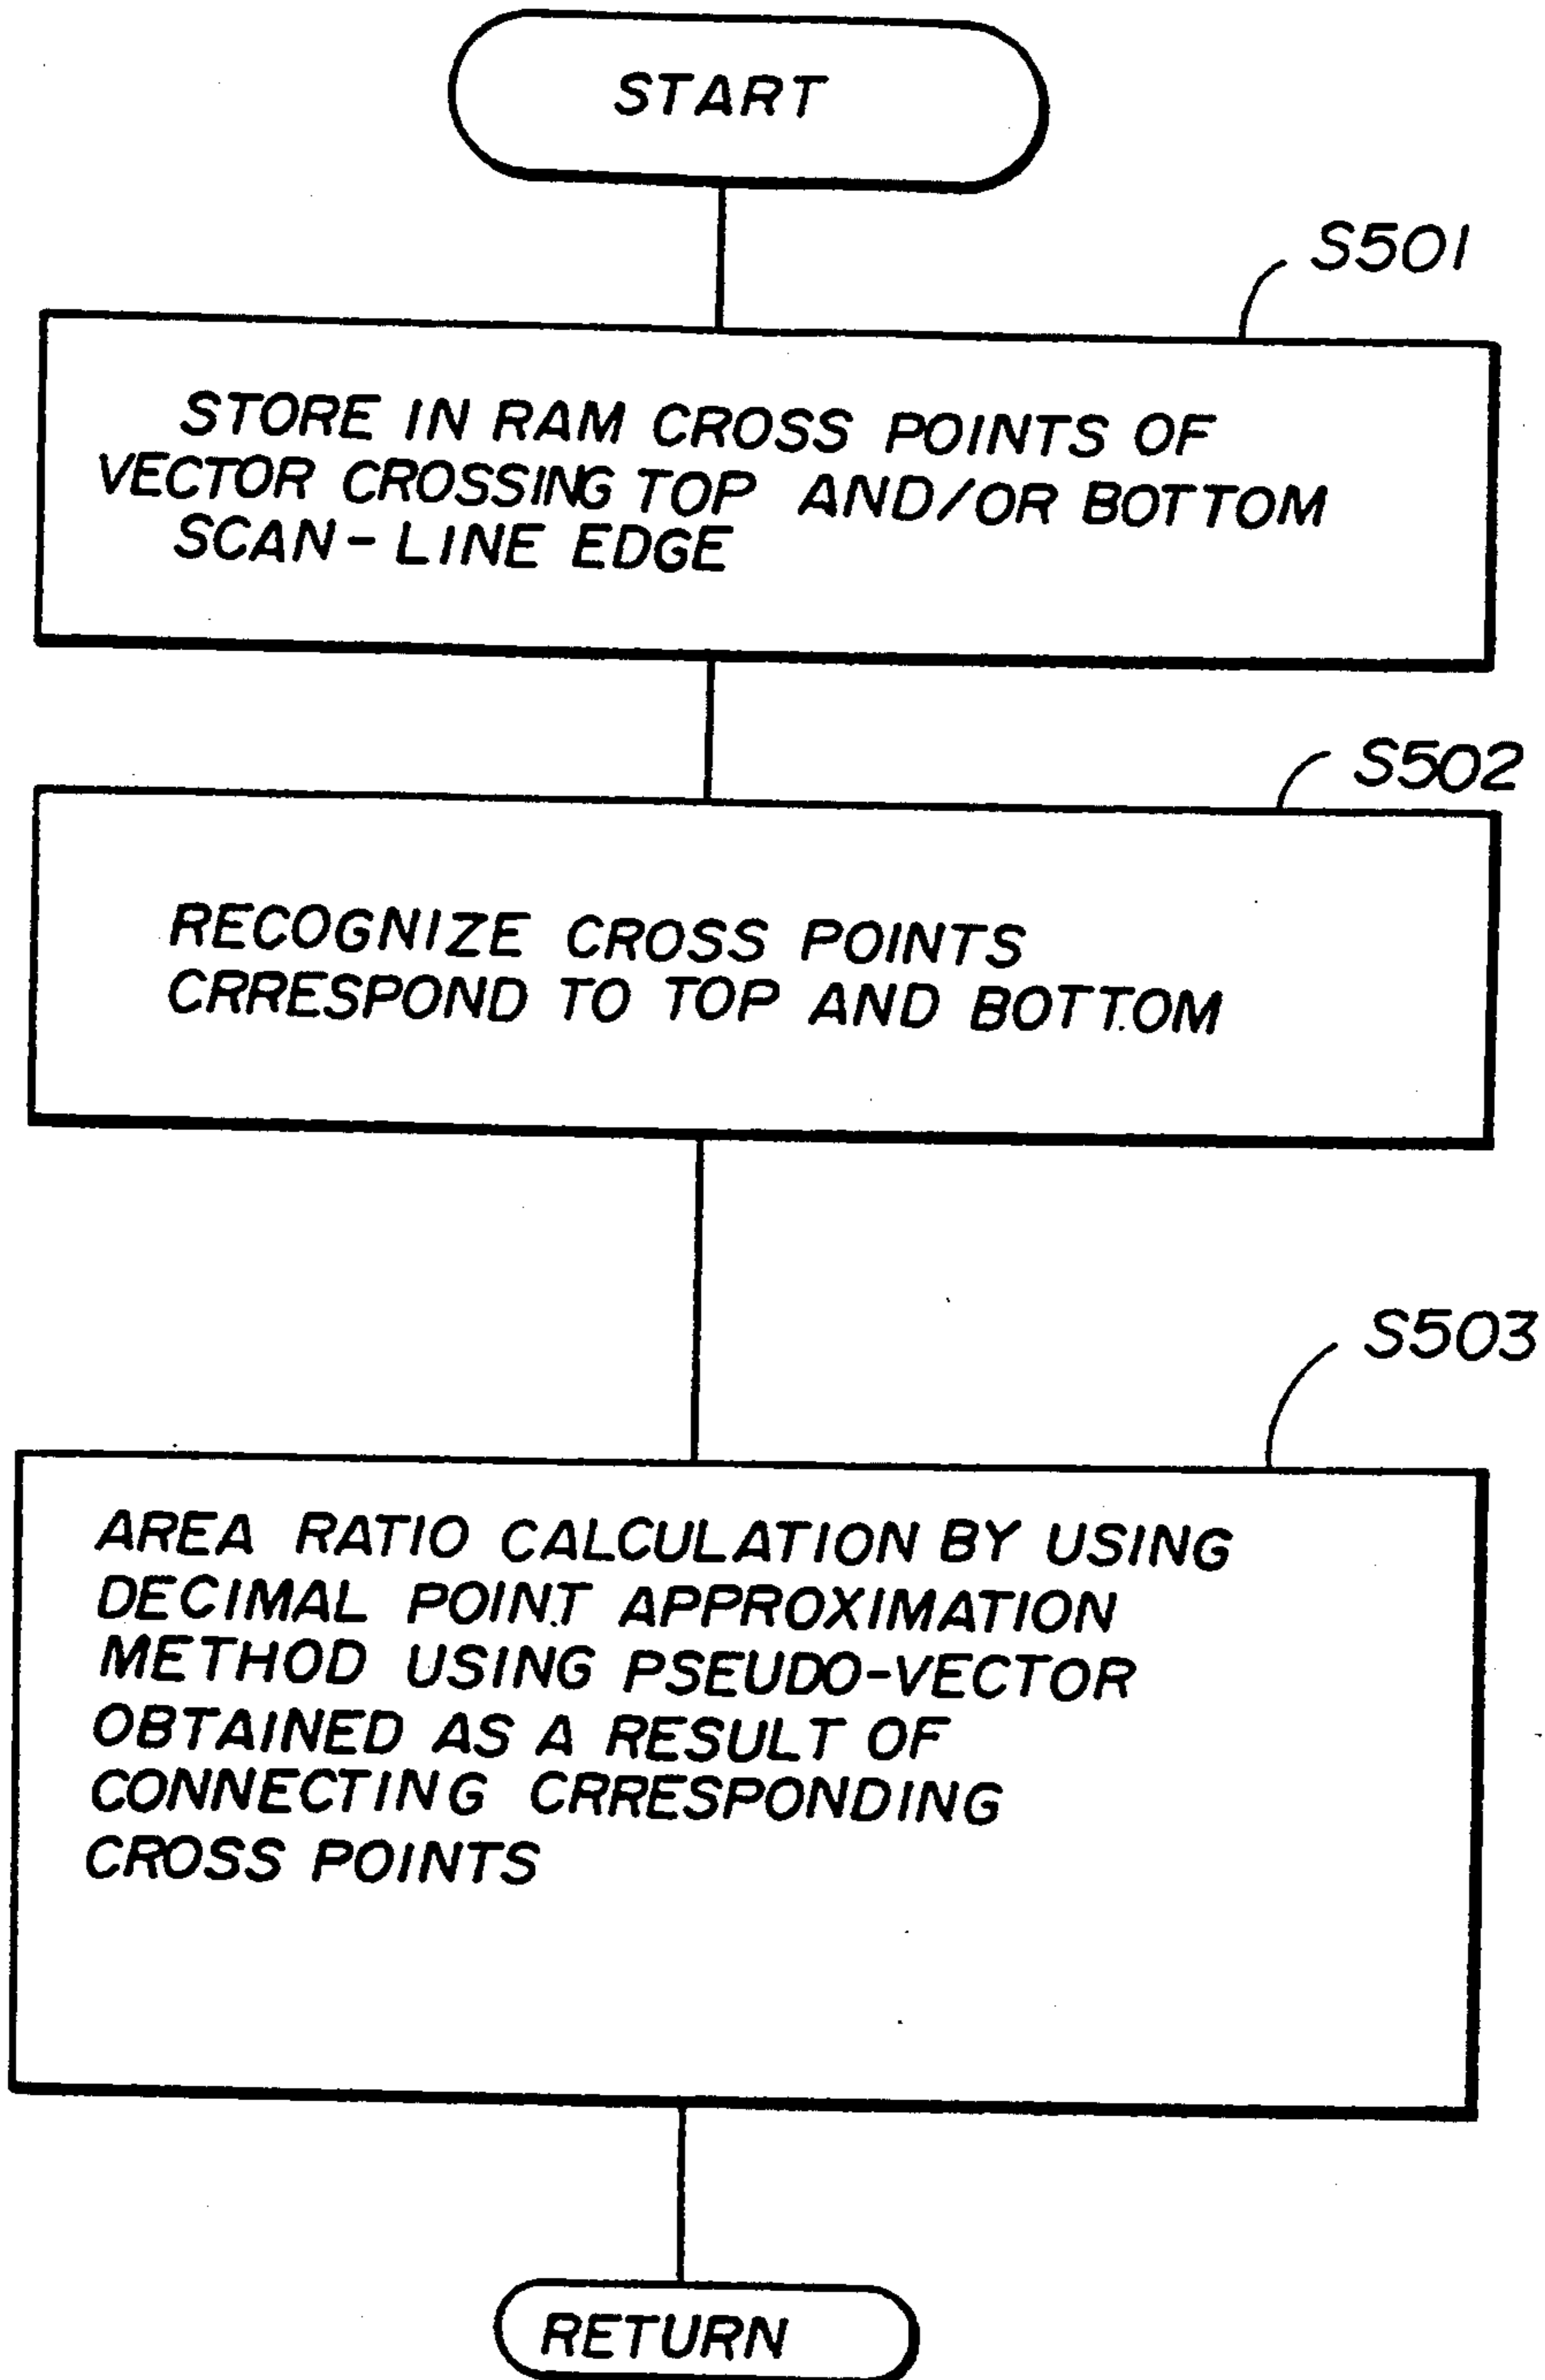 START
S501
STORE IN RAM CROSS POINTS OF
VECTOR CROSSING TOP AND/OR BOTTOM
SCAN-LINE EDGE
S502
RECOGNIZE CROSS POINTS
CRRESPOND TO TOP AND BOTTOM
S503
AREA RATIO CALCULATION BY USING
DECIMAL POINT APPROXIMATION
METHOD USING PSEUDO-VECTOR
OBTAINED AS A RESULT OF
CONNECTING CRRESPONDING
CROSS POINTS
RETURN